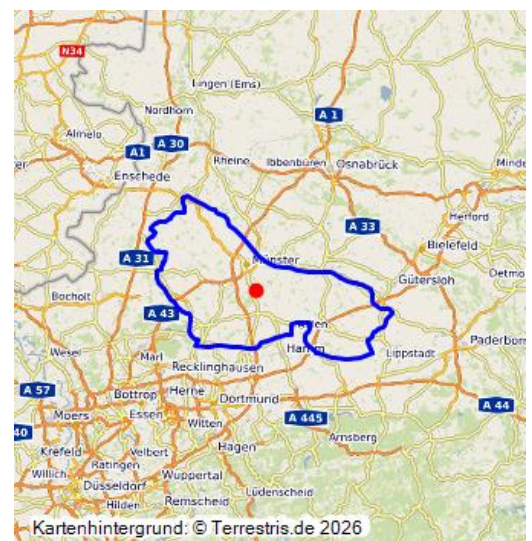 N34
Lingen (Ems)
Nordhorn
A 1
Almelo
A1
A 30
Rheine
Ibbenbüren
Osnabrück
Minde
Enschede
Herford
A 33
Bielefeld
A 31
Münster
Gütersloh
Detmo
Bocholt
A 43
Hamm
Lippstadt
Paderborn
Wesel
Marl
Recklinghausen
A 57
Bottrop
Herne
Dortmund
A 44
Moers
Essen
A 445
40
Witten
Arnsberg
Krefeld
Velbert
Hagen
Ratingen
Willich
Wuppertal
Düsseldorf
Lüdenscheid
Hilden
Remscheid
Kartenhintergrund: © Terrestris.de 2026